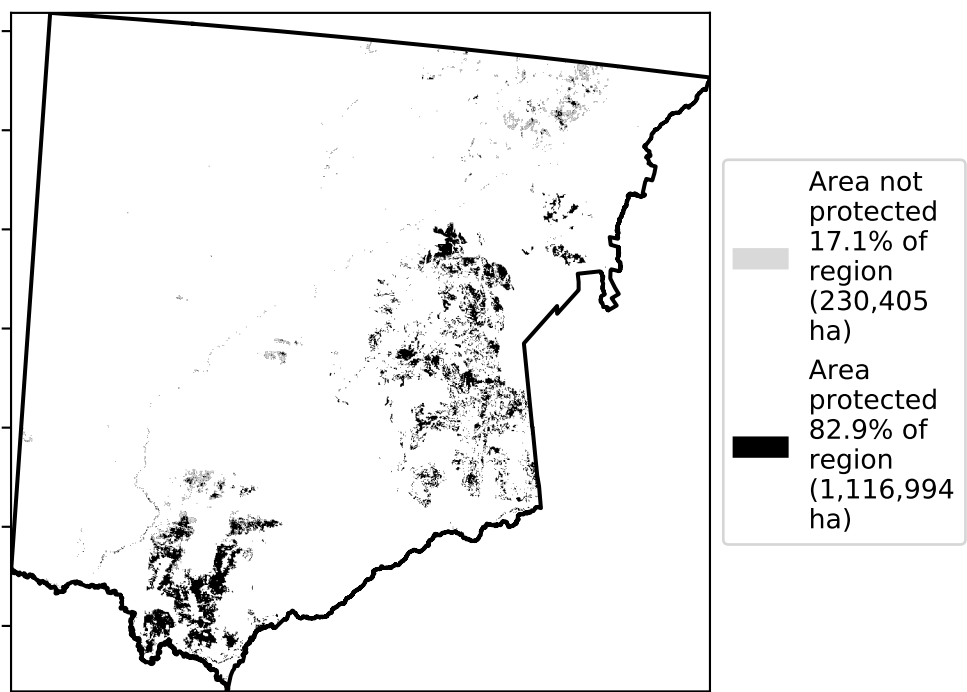 Area not
protected
17.1% of
region
(230,405
ha)
Area
protected
82.9% of
region
(1,116,994
ha)